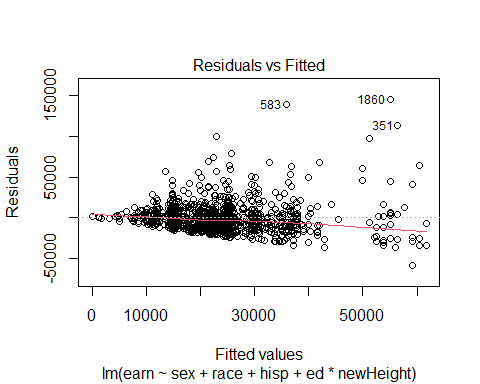 Residuals vs Fitted
Residuals
150000
50000
-50000
583
1860
351
0
10000
30000
50000
Fitted values
lm(earn ~ sex + race + hisp + ed * newHeight)